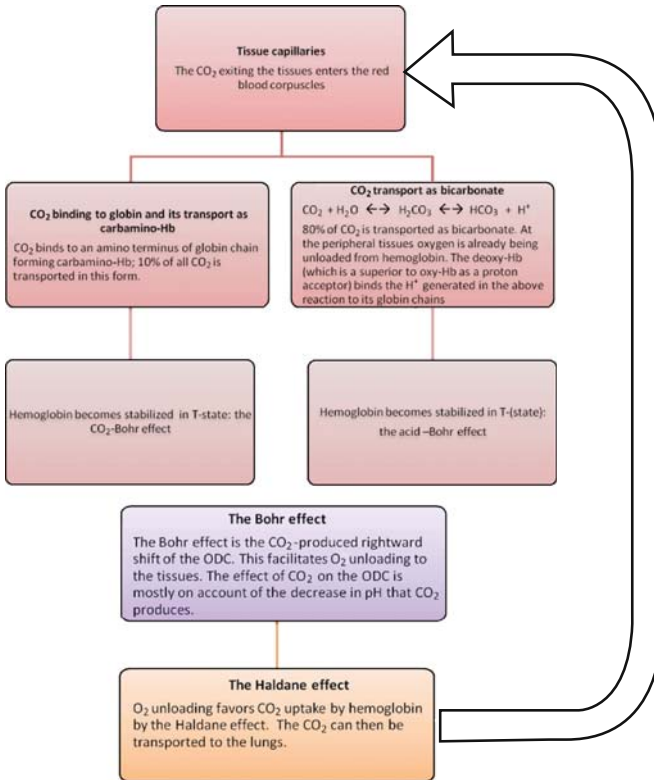 Tissue capillaries
The CO₂ exiting the tissues enters the red
blood corpuscles
CO₂ binding to globin and its transport as
carbamino-Hb
CO₂ binds to an amino terminus of globin chain
forming carbamino-Hb; 10% of all CO₂ is
transported in this form.
CO₂ transport as bicarbonate
CO₂ + H₂O ↔ H₂CO₃ ↔ HCO₃ + H⁺
80% of CO₂ is transported as bicarbonate. At
the peripheral tissues oxygen is already being
unloaded from hemoglobin. The deoxy-Hb
(which is a superior to oxy-Hb as a proton
acceptor) binds the H⁺ generated in the above
reaction to its globin chains
Hemoglobin becomes stabilized in T-state: the
CO₂-Bohr effect
Hemoglobin becomes stabilized in T-(state):
the acid –Bohr effect
The Bohr effect
The Bohr effect is the CO₂-produced rightward
shift of the ODC. This facilitates O₂ unloading to
the tissues. The effect of CO₂ on the ODC is
mostly on account of the decrease in pH that CO₂
produces.
The Haldane effect
O₂ unloading favors CO₂ uptake by hemoglobin
by the Haldane effect. The CO₂ can then be
transported to the lungs.